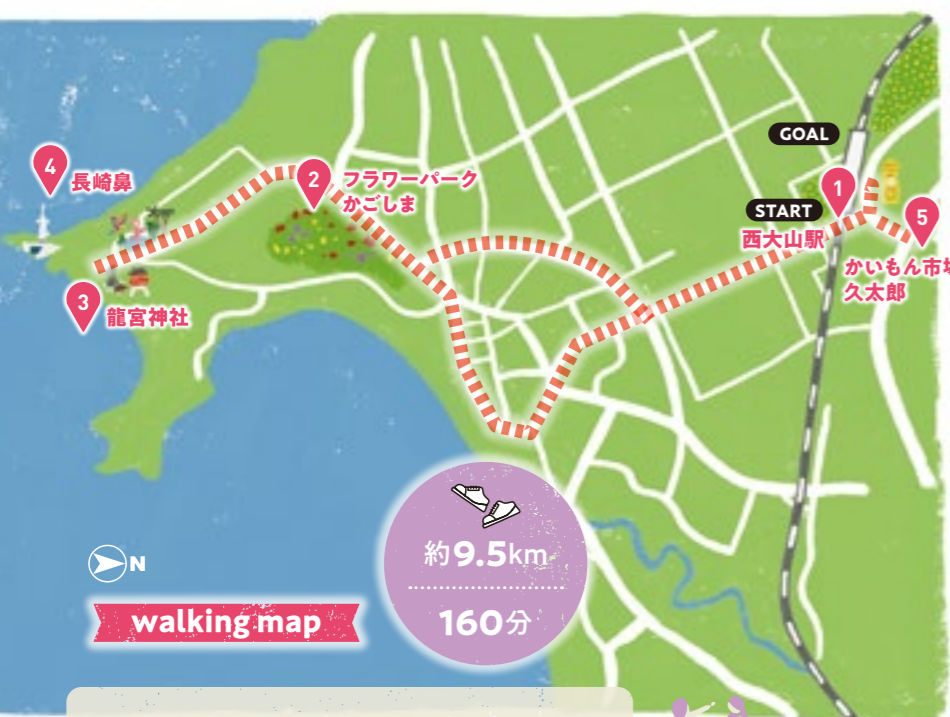 GOAL
4
長崎鼻
2
フラワーパーク
かごしま
1
START
西大山駅
5
かいもん市場
久太郎
3
龍宮神社
N
walking map
約9.5km
160分